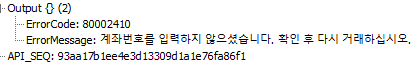 Output {} (2)
ErrorCode: 80002410
ErrorMessage: 계좌번호를 입력하지 않으셨습니다. 확인 후 다시 거래하십시오.
API_SEQ: 93aa17b1ee4e3d13309d1a1e76fa86f1